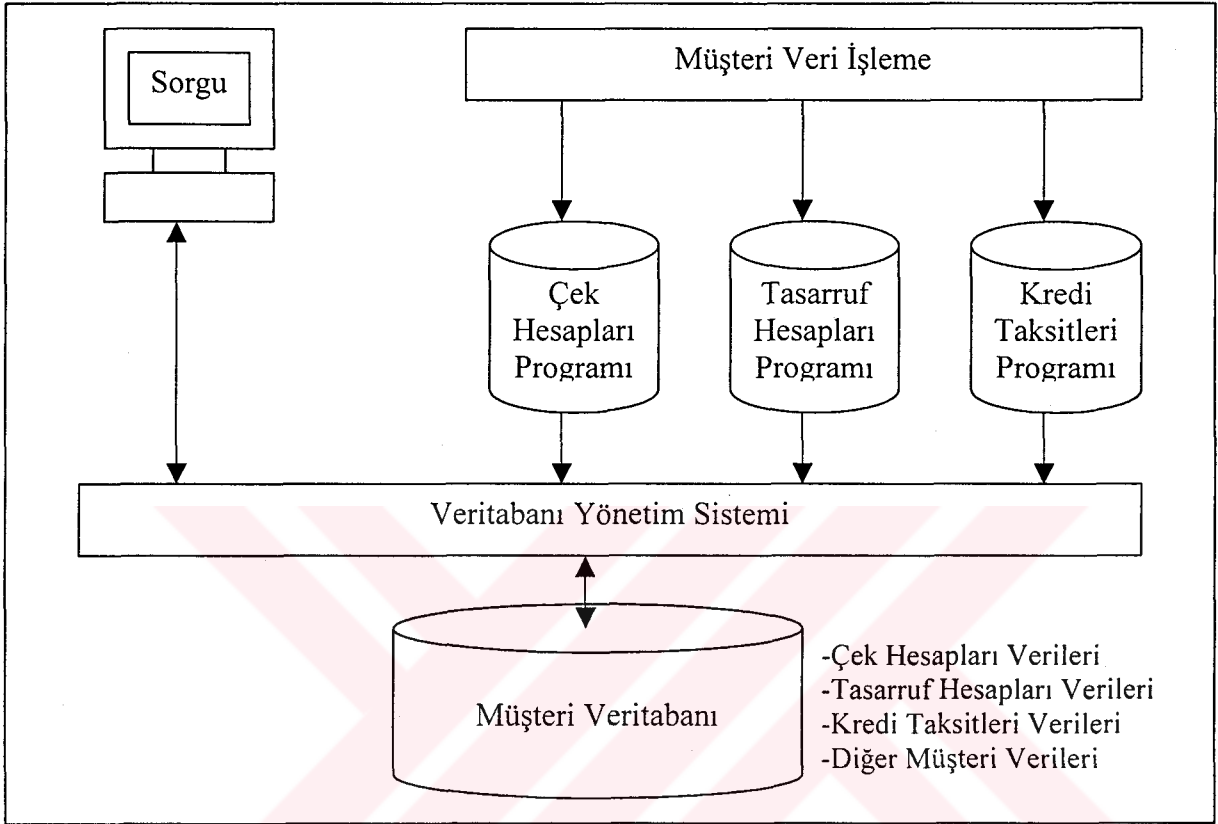 Sorgu
Müşteri Veri İşleme
Çek
Hesapları
Programı
Tasarruf
Hesapları
Programı
Kredi
Taksitleri
Programı
Veritabanı Yönetim Sistemi
Müşteri Veritabanı
-Çek Hesapları Verileri
-Tasarruf Hesapları Verileri
-Kredi Taksitleri Verileri
-Diğer Müşteri Verileri